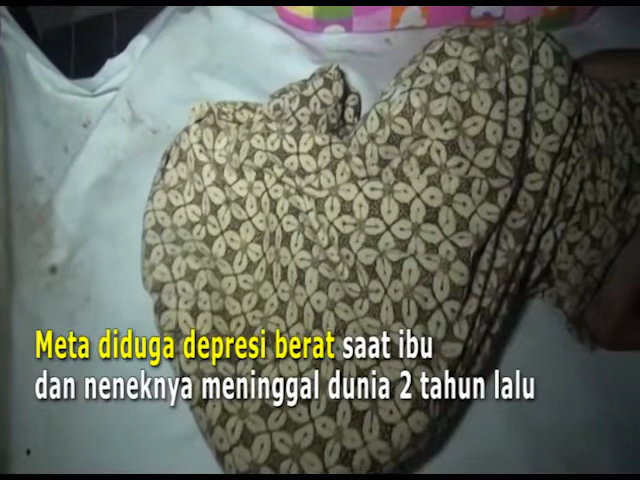 Meta diduga depresi berat saat ibu
dan neneknya meninggal dunia 2 tahun lalu